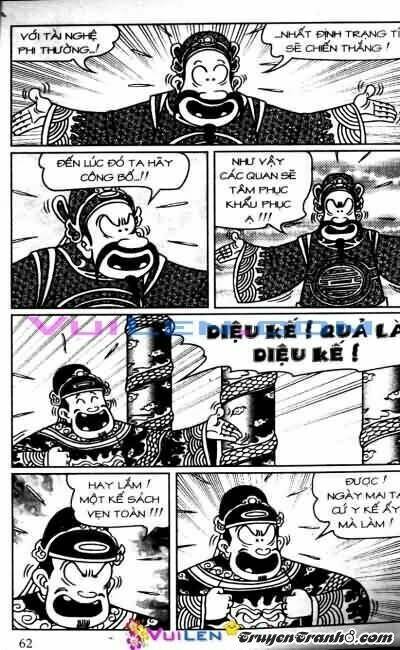 VỚI TÀI NGHỆ
PHI THƯỜNG..!
..NHẤT ĐỊNH TRẠNG TÍ
SẼ CHIẾN THẮNG!
ĐẾN LÚC ĐÓ TA HÃY
CÔNG BỐ...!!
NHƯ VẬY
CÁC QUAN SẼ
TÂM PHỤC
KHẨU PHỤC
Ạ!!!
VUILEN.COM
DIỆU KẾ! QUẢ LÀ
DIỆU KẾ!
HAY LẮM!
MỘT KẾ SÁCH
VẸN TOÀN!!!
ĐƯỢC!
NGÀY MAI TA
CỨ Y KẾ ẤY
MÀ LÀM!
62
VUILEN
TruyenTranh8.com